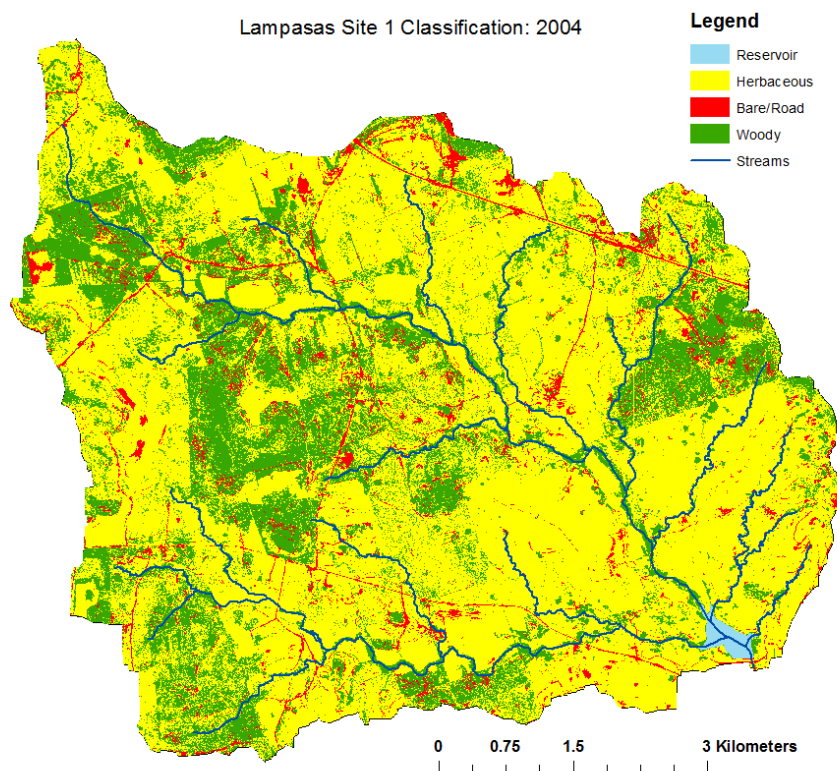 Lampasas Site 1 Classification: 2004
Legend
Reservoir
Herbaceous
Bare/Road
Woody
Streams
0 0.75 1.5 3 Kilometers